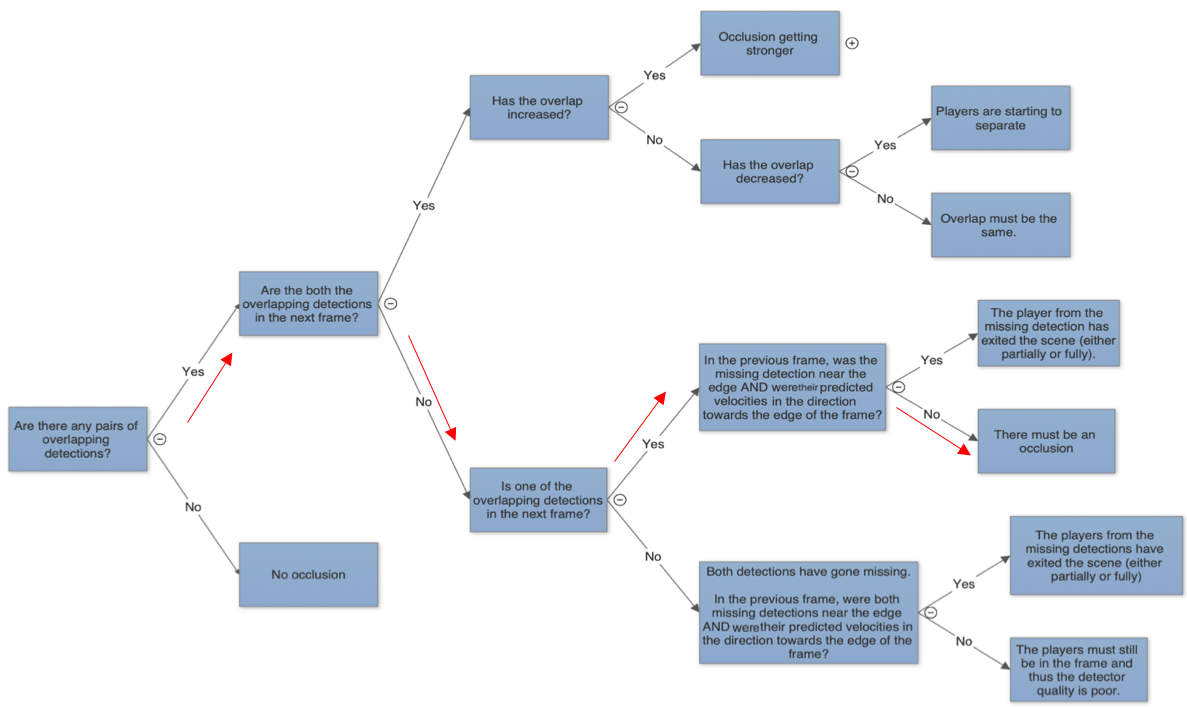 Are there any pairs of
overlapping
detections?
Yes
No
Are the both the
overlapping detections
in the next frame?
No occlusion
Yes
No
Has the overlap
increased?
Yes
No
Occlusion getting
stronger
Has the overlap
decreased?
Yes
No
Players are starting to
separate
Overlap must be the
same.
Is one of the
overlapping detections
in the next frame?
Yes
No
In the previous frame, was the
missing detection near the
edge AND were their predicted
velocities in the direction
towards the edge of the frame?
Yes
No
The player from the
missing detection has
exited the scene (either
partially or fully).
There must be an
occlusion
Both detections have gone missing.
In the previous frame, were both
missing detections near the edge
AND were their predicted velocities in
the direction towards the edge of the
frame?
Yes
No
The players from the
missing detections have
exited the scene (either
partially or fully)
The players must still
be in the frame and
thus the detector
quality is poor.